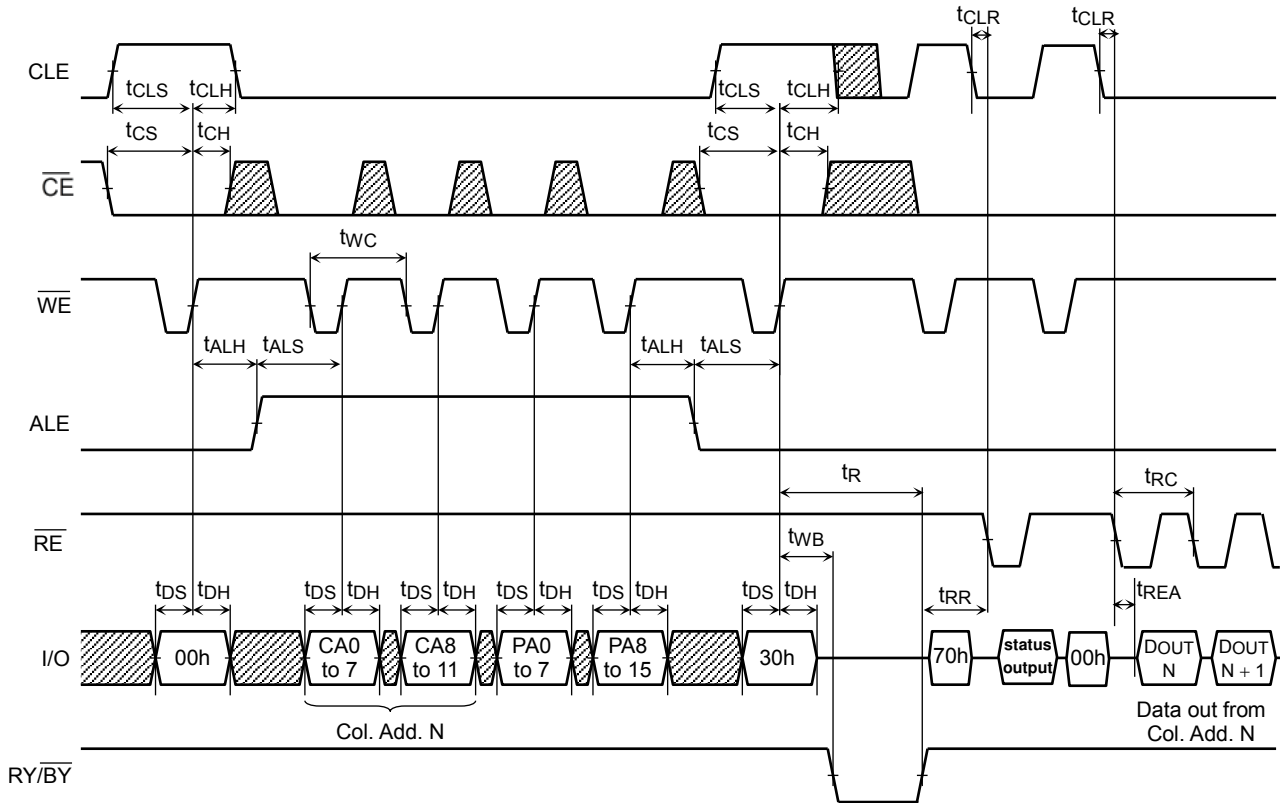 tCLR tCLR
CLE
tCLS tCLH tCLS tCLH
tCS tCH tCS tCH
CE
tWC
WE
tALH tALS tALH tALS
ALE
tR tRC
RE
tWB
tDS tDH tDS tDH tDS tDH tDS tDH tDS tDH tDS tDH tRR tREA
I/O
00h
CA0 to 7
CA8 to 11
PA0 to 7
PA8 to 15
30h
70h
status output
00h
DOUT N
DOUT N + 1
Col. Add. N
Data out from
Col. Add. N
RY/BY